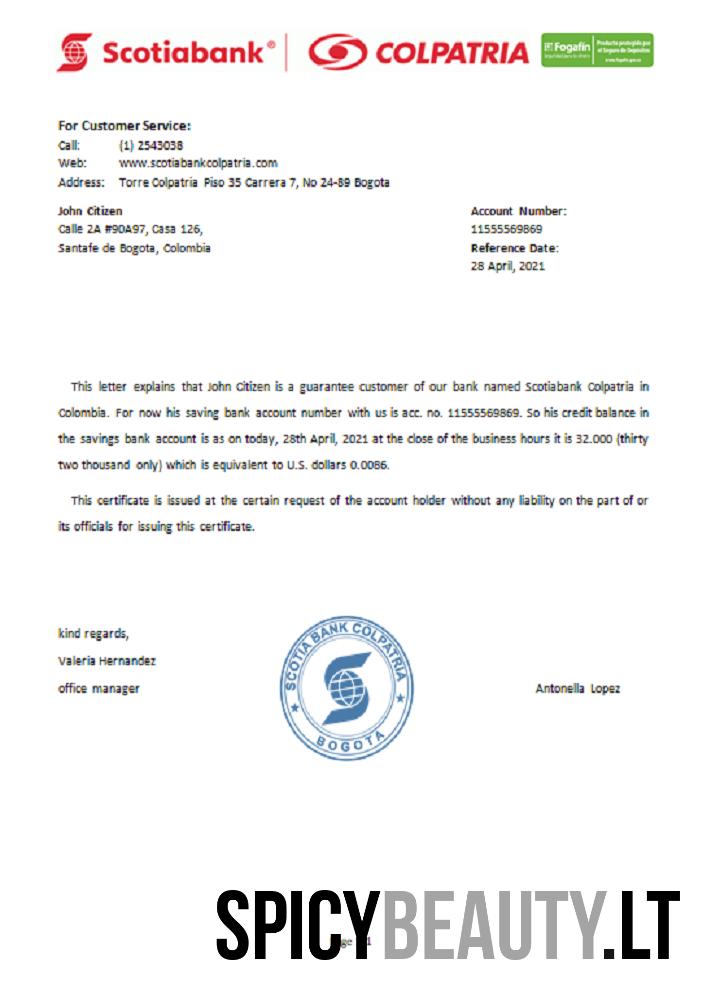 Scotiabank® COLPATRIA Fogafín Producto protegido por
el Seguro de Depósitos
www.fogafin.gov.co
For Customer Service:
Call: (1) 2543038
Web: www.scotiabankcolpatria.com
Address: Torre Colpatria Piso 35 Carrera 7, No 24-89 Bogota
John Citizen Account Number:
Calle 2A #90A97, Casa 126, 11555569869
Santafe de Bogota, Colombia Reference Date:
28 April, 2021
This letter explains that John Citizen is a guarantee customer of our bank named Scotiabank Colpatria in
Colombia. For now his saving bank account number with us is acc. no. 11555569869. So his credit balance in
the savings bank account is as on today, 28th April, 2021 at the close of the business hours it is 32.000 (thirty
two thousand only) which is equivalent to U.S. dollars 0.0086.
This certificate is issued at the certain request of the account holder without any liability on the part of or
its officials for issuing this certificate.
kind regards,
Valeria Hernandez
office manager Antonella Lopez
SCOTIA BANK COLPATRIA
BOGOTA
SPICYBEAUTY.LT